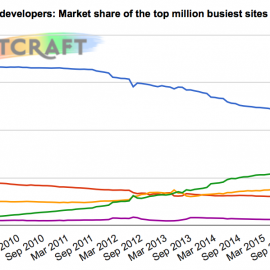 developers: Market share of the top million busiest sites
TCRAFT
2010
Sep 2010
Mar 2011
Sep 2011
Mar 2012
Sep 2012
Mar 2013
Sep 2013
Mar 2014
Sep 2014
Mar 2015
Sep